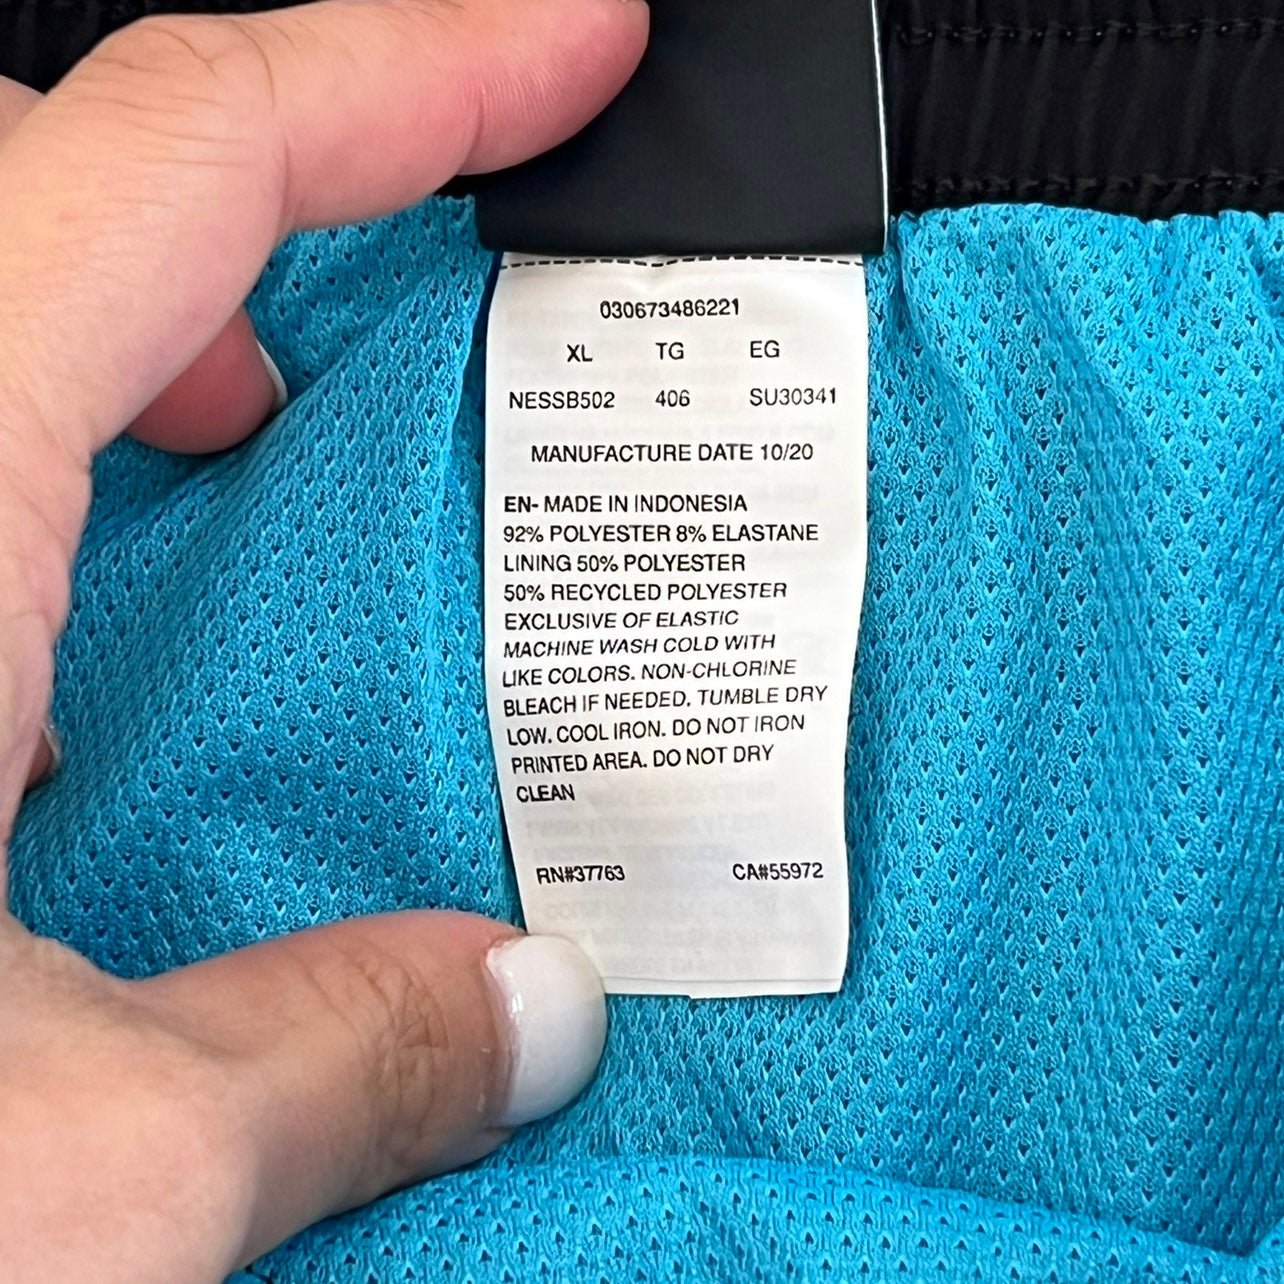 030673486221
XL TG EG
NESSB502 406 SU30341
MANUFACTURE DATE 10/20
EN- MADE IN INDONESIA
92% POLYESTER 8% ELASTANE
LINING 50% POLYESTER
50% RECYCLED POLYESTER
EXCLUSIVE OF ELASTIC
MACHINE WASH COLD WITH
LIKE COLORS. NON-CHLORINE
BLEACH IF NEEDED. TUMBLE DRY
LOW. COOL IRON. DO NOT IRON
PRINTED AREA. DO NOT DRY
CLEAN
RN#37763 CA#55972